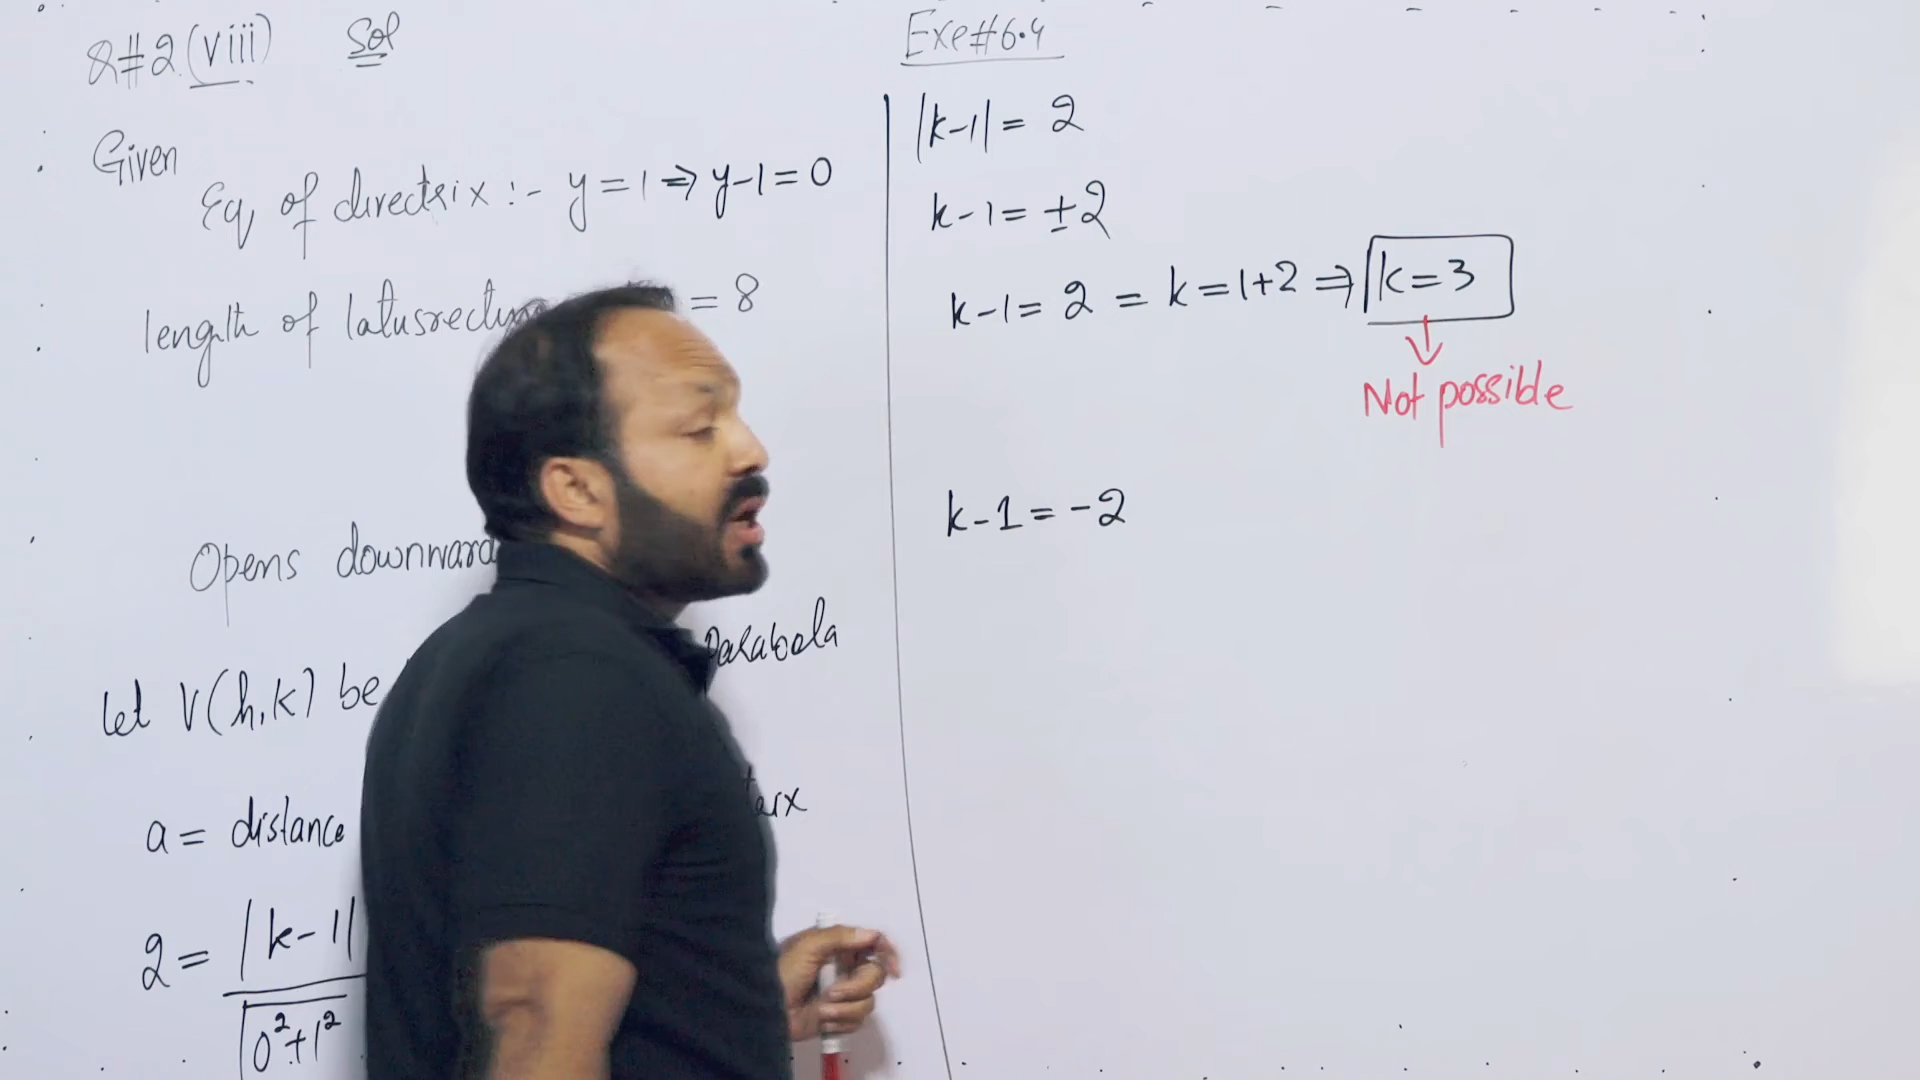 Q#2 (viii) Sol
Given
Eq of directrix :- y = 1 ⇒ y-1 = 0
length of latusrectum = 8
Opens downward
let V(h,k) be parabola
a = distance
2 = |k-1|
√0²+1²
Exe#6.4
|k-1| = 2
k-1 = ±2
k-1 = 2 = k = 1+2 ⇒ k = 3
Not possible
k-1 = -2